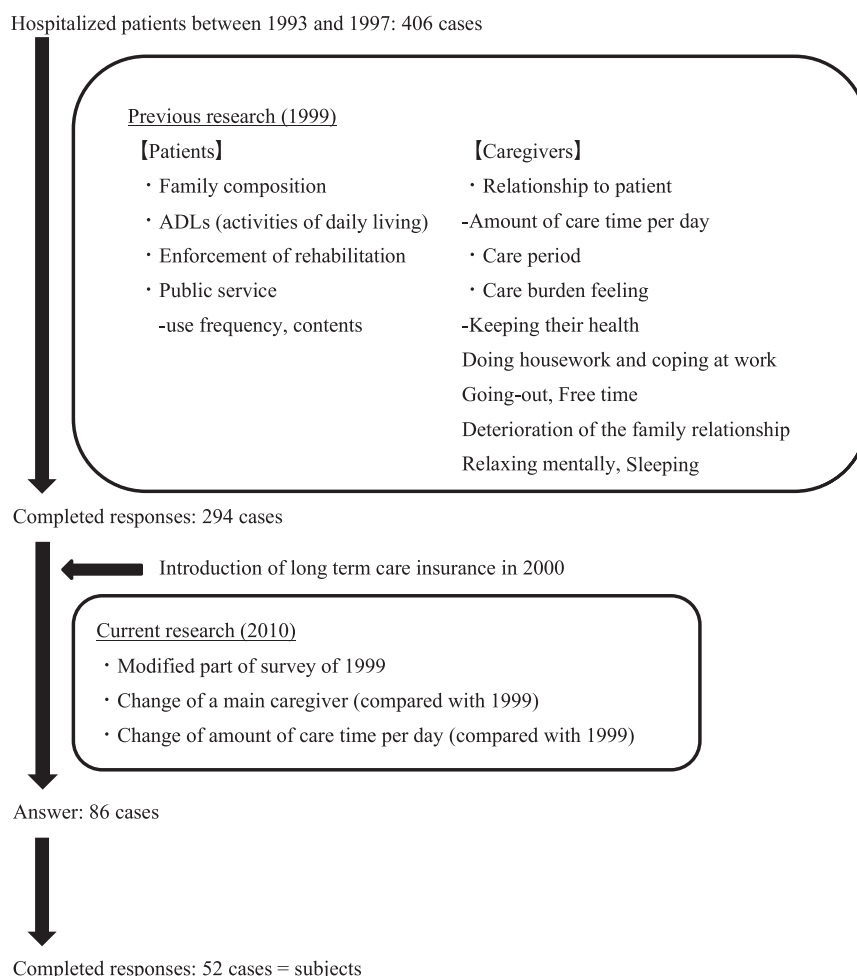 Hospitalized patients between 1993 and 1997: 406 cases
Previous research (1999)
【Patients】
・Family composition
・ADLs (activities of daily living)
・Enforcement of rehabilitation
・Public service
-use frequency, contents
【Caregivers】
・Relationship to patient
-Amount of care time per day
・Care period
・Care burden feeling
-Keeping their health
Doing housework and coping at work
Going-out, Free time
Deterioration of the family relationship
Relaxing mentally, Sleeping
Completed responses: 294 cases
Introduction of long term care insurance in 2000
Current research (2010)
・Modified part of survey of 1999
・Change of a main caregiver (compared with 1999)
・Change of amount of care time per day (compared with 1999)
Answer: 86 cases
Completed responses: 52 cases = subjects